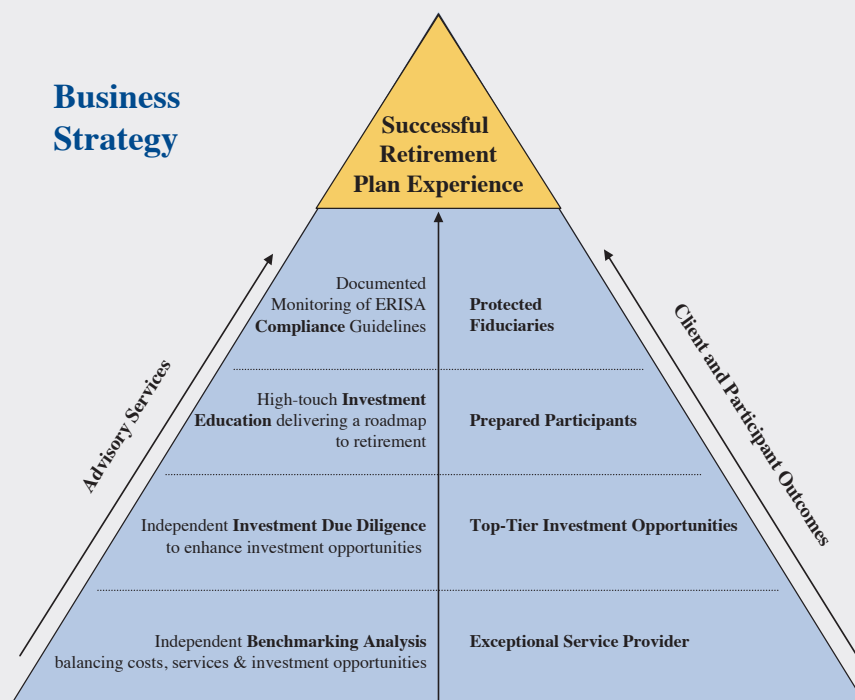 Business
Strategy
Successful
Retirement
Plan Experience
Advisory Services
Client and Participant Outcomes
Documented
Monitoring of ERISA
Compliance Guidelines
Protected
Fiduciaries
High-touch Investment
Education delivering a roadmap
to retirement
Prepared Participants
Independent Investment Due Diligence
to enhance investment opportunities
Top-Tier Investment Opportunities
Independent Benchmarking Analysis
balancing costs, services & investment opportunities
Exceptional Service Provider